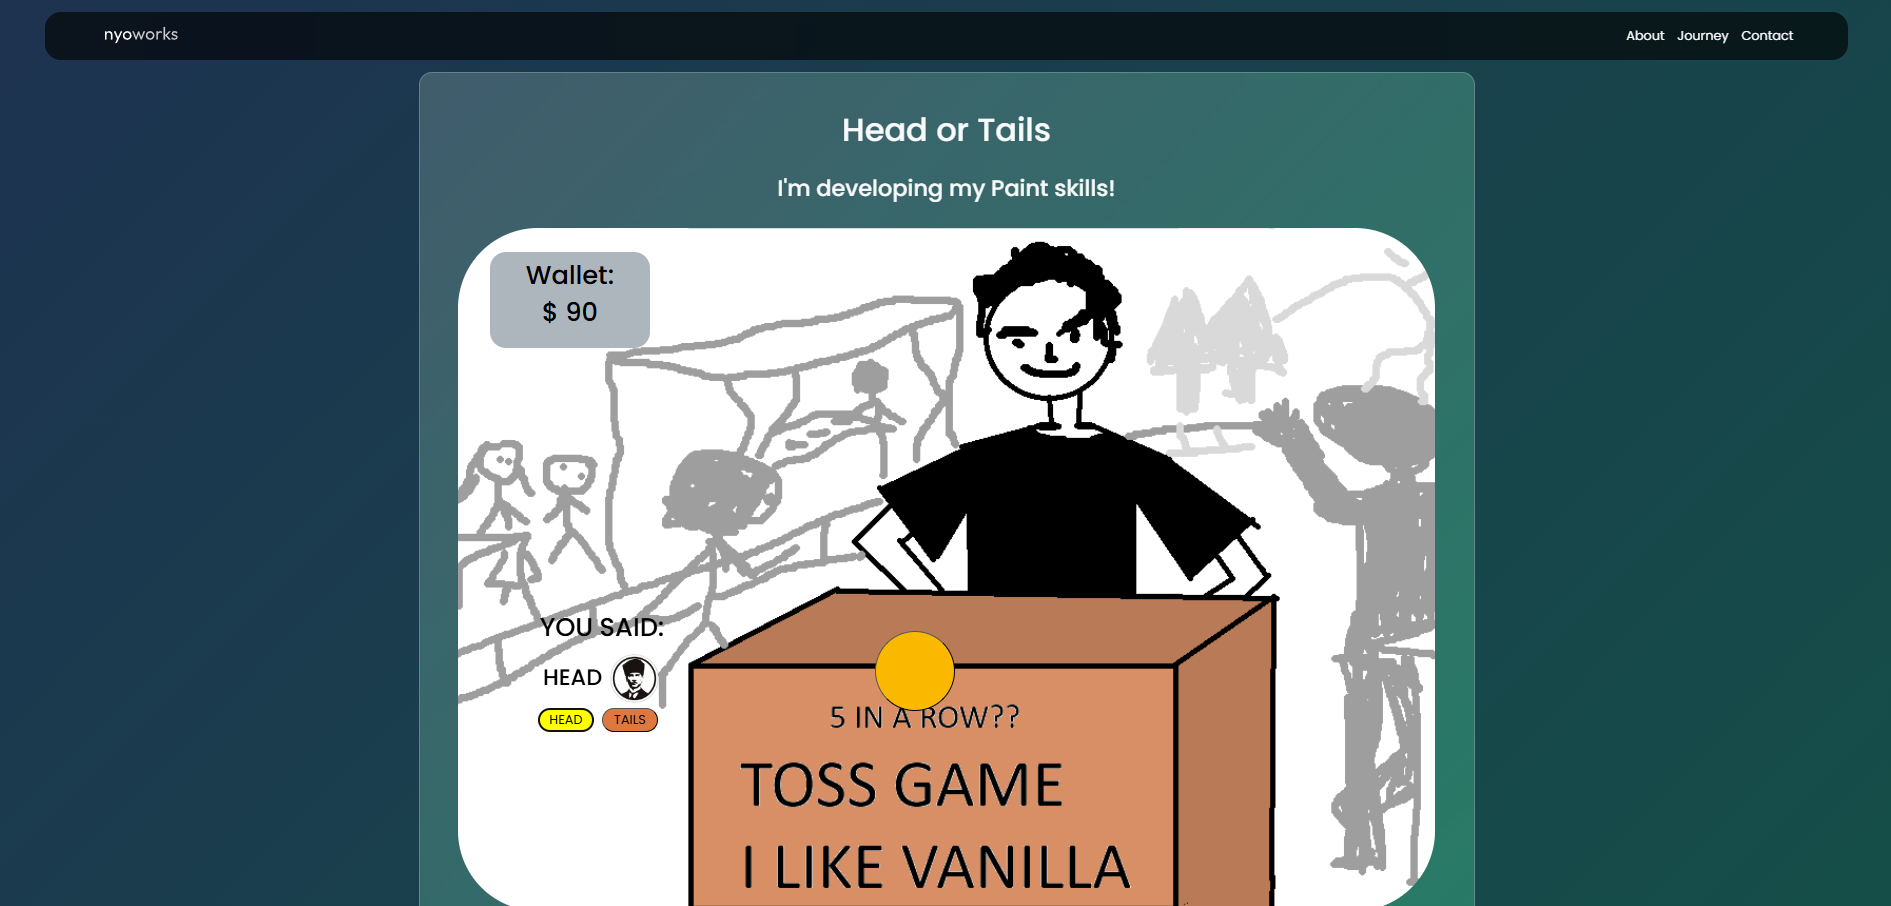 nyoworks
About Journey Contact
Head or Tails
I'm developing my Paint skills!
Wallet:
$ 90
YOU SAID:
HEAD
HEAD TAILS
5 IN A ROW??
TOSS GAME
I LIKE VANILLA